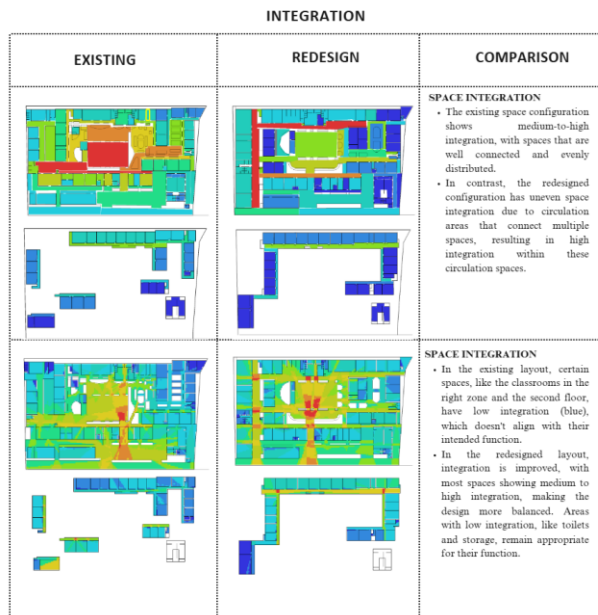 INTEGRATION
EXISTING
REDESIGN
COMPARISON
SPACE INTEGRATION
• The existing space configuration
shows medium-to-high
integration, with spaces that are
well connected and evenly
distributed.
• In contrast, the redesigned
configuration has uneven space
integration due to circulation
areas that connect multiple
spaces, resulting in high
integration within these
circulation spaces.
SPACE INTEGRATION
• In the existing layout, certain
spaces, like the classrooms in the
right zone and the second floor,
have low integration (blue),
which doesn't align with their
intended function.
• In the redesigned layout,
integration is improved, with
most spaces showing medium to
high integration, making the
design more balanced. Areas
with low integration, like toilets
and storage, remain appropriate
for their function.